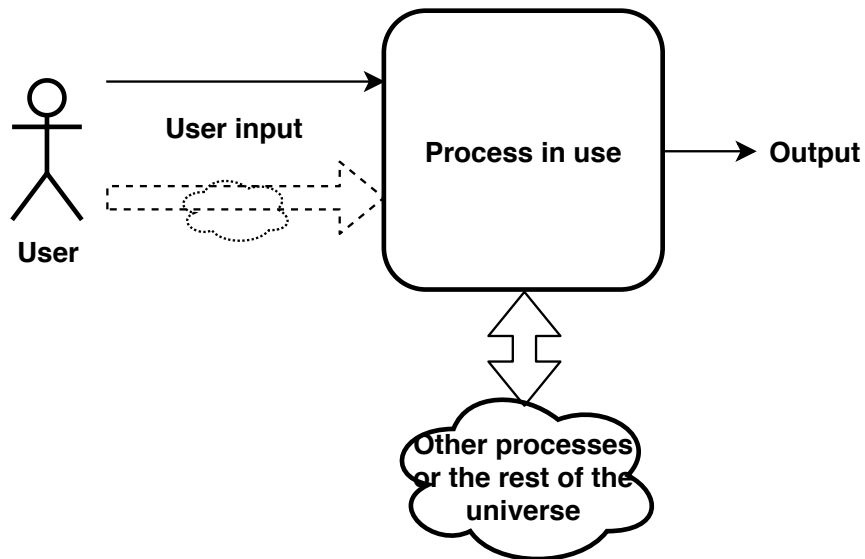 User input
Process in use
Output
User
Other processes
or the rest of the
universe